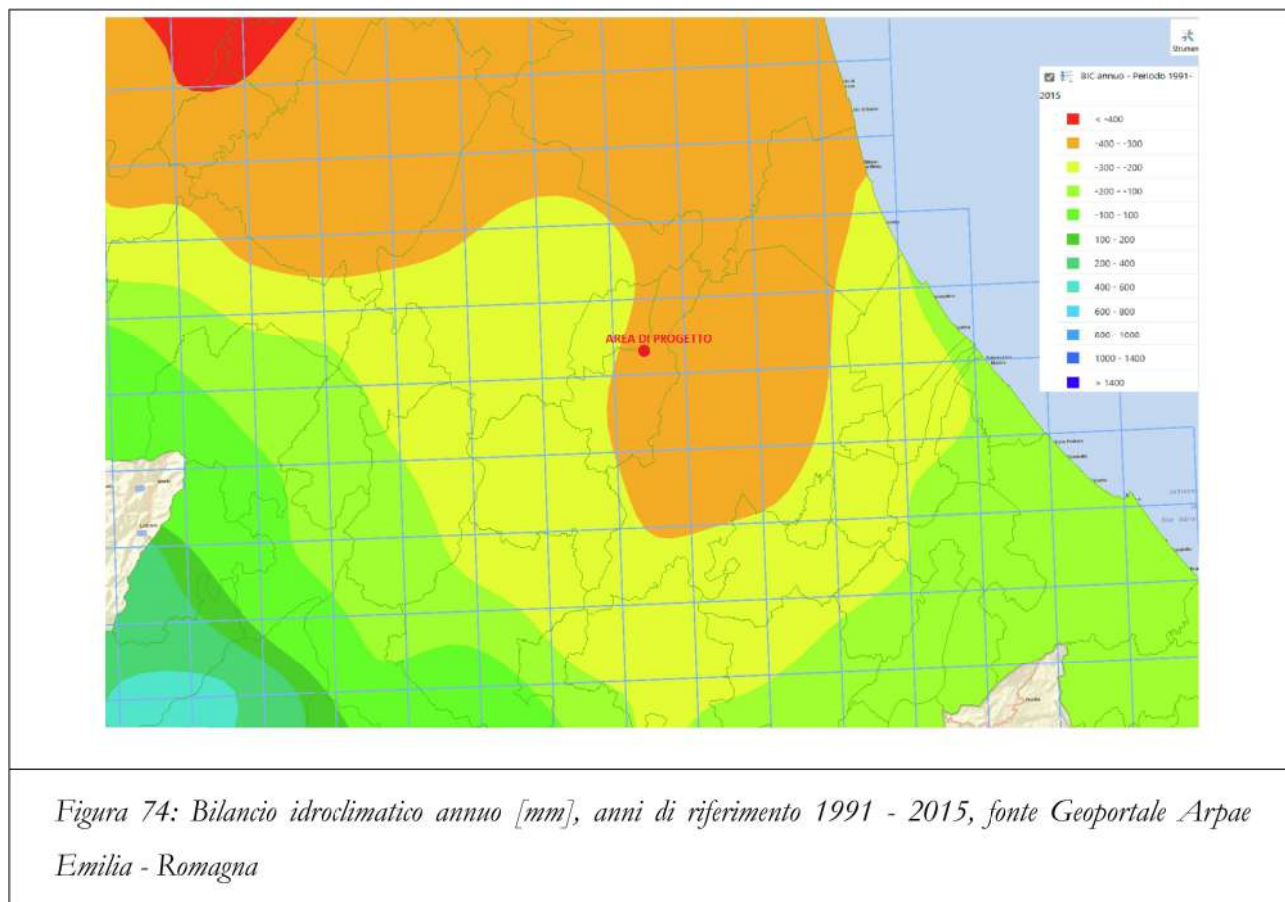 Strumen
BIC annuo - Periodo 1991-
2015
< -400
-400 - -300
-300 - -200
-200 - -100
-100 - 100
100 - 200
200 - 400
400 - 600
600 - 800
800 - 1000
1000 - 1400
> 1400
AREA DI PROGETTO
Figura 74: Bilancio idroclimatico annuo [mm], anni di riferimento 1991 - 2015, fonte Geoportale Arpae
Emilia - Romagna